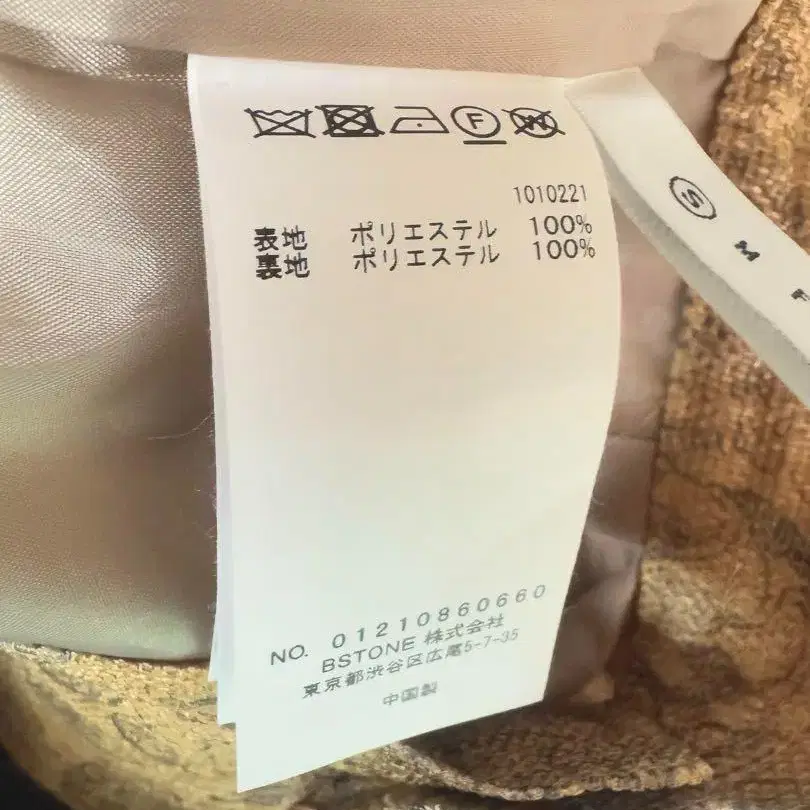 F W
1010221
表地 ポリエステル 100%
裏地 ポリエステル 100%
NO. 01210860660
BSTONE 株式会社
東京都渋谷区広尾5-7-35
中国製
S M F